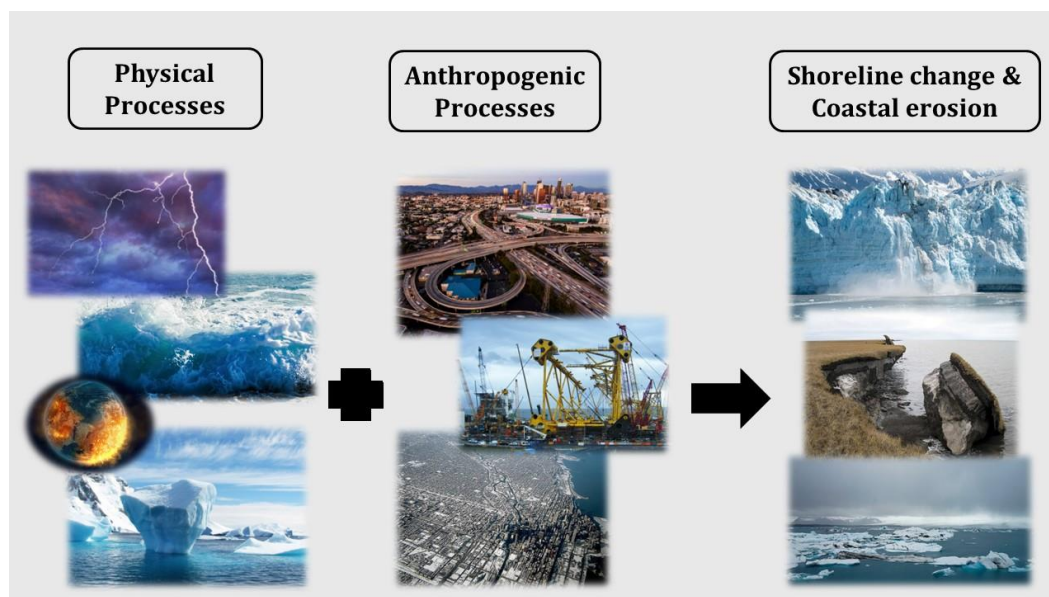 Physical
Processes
Anthropogenic
Processes
Shoreline change &
Coastal erosion